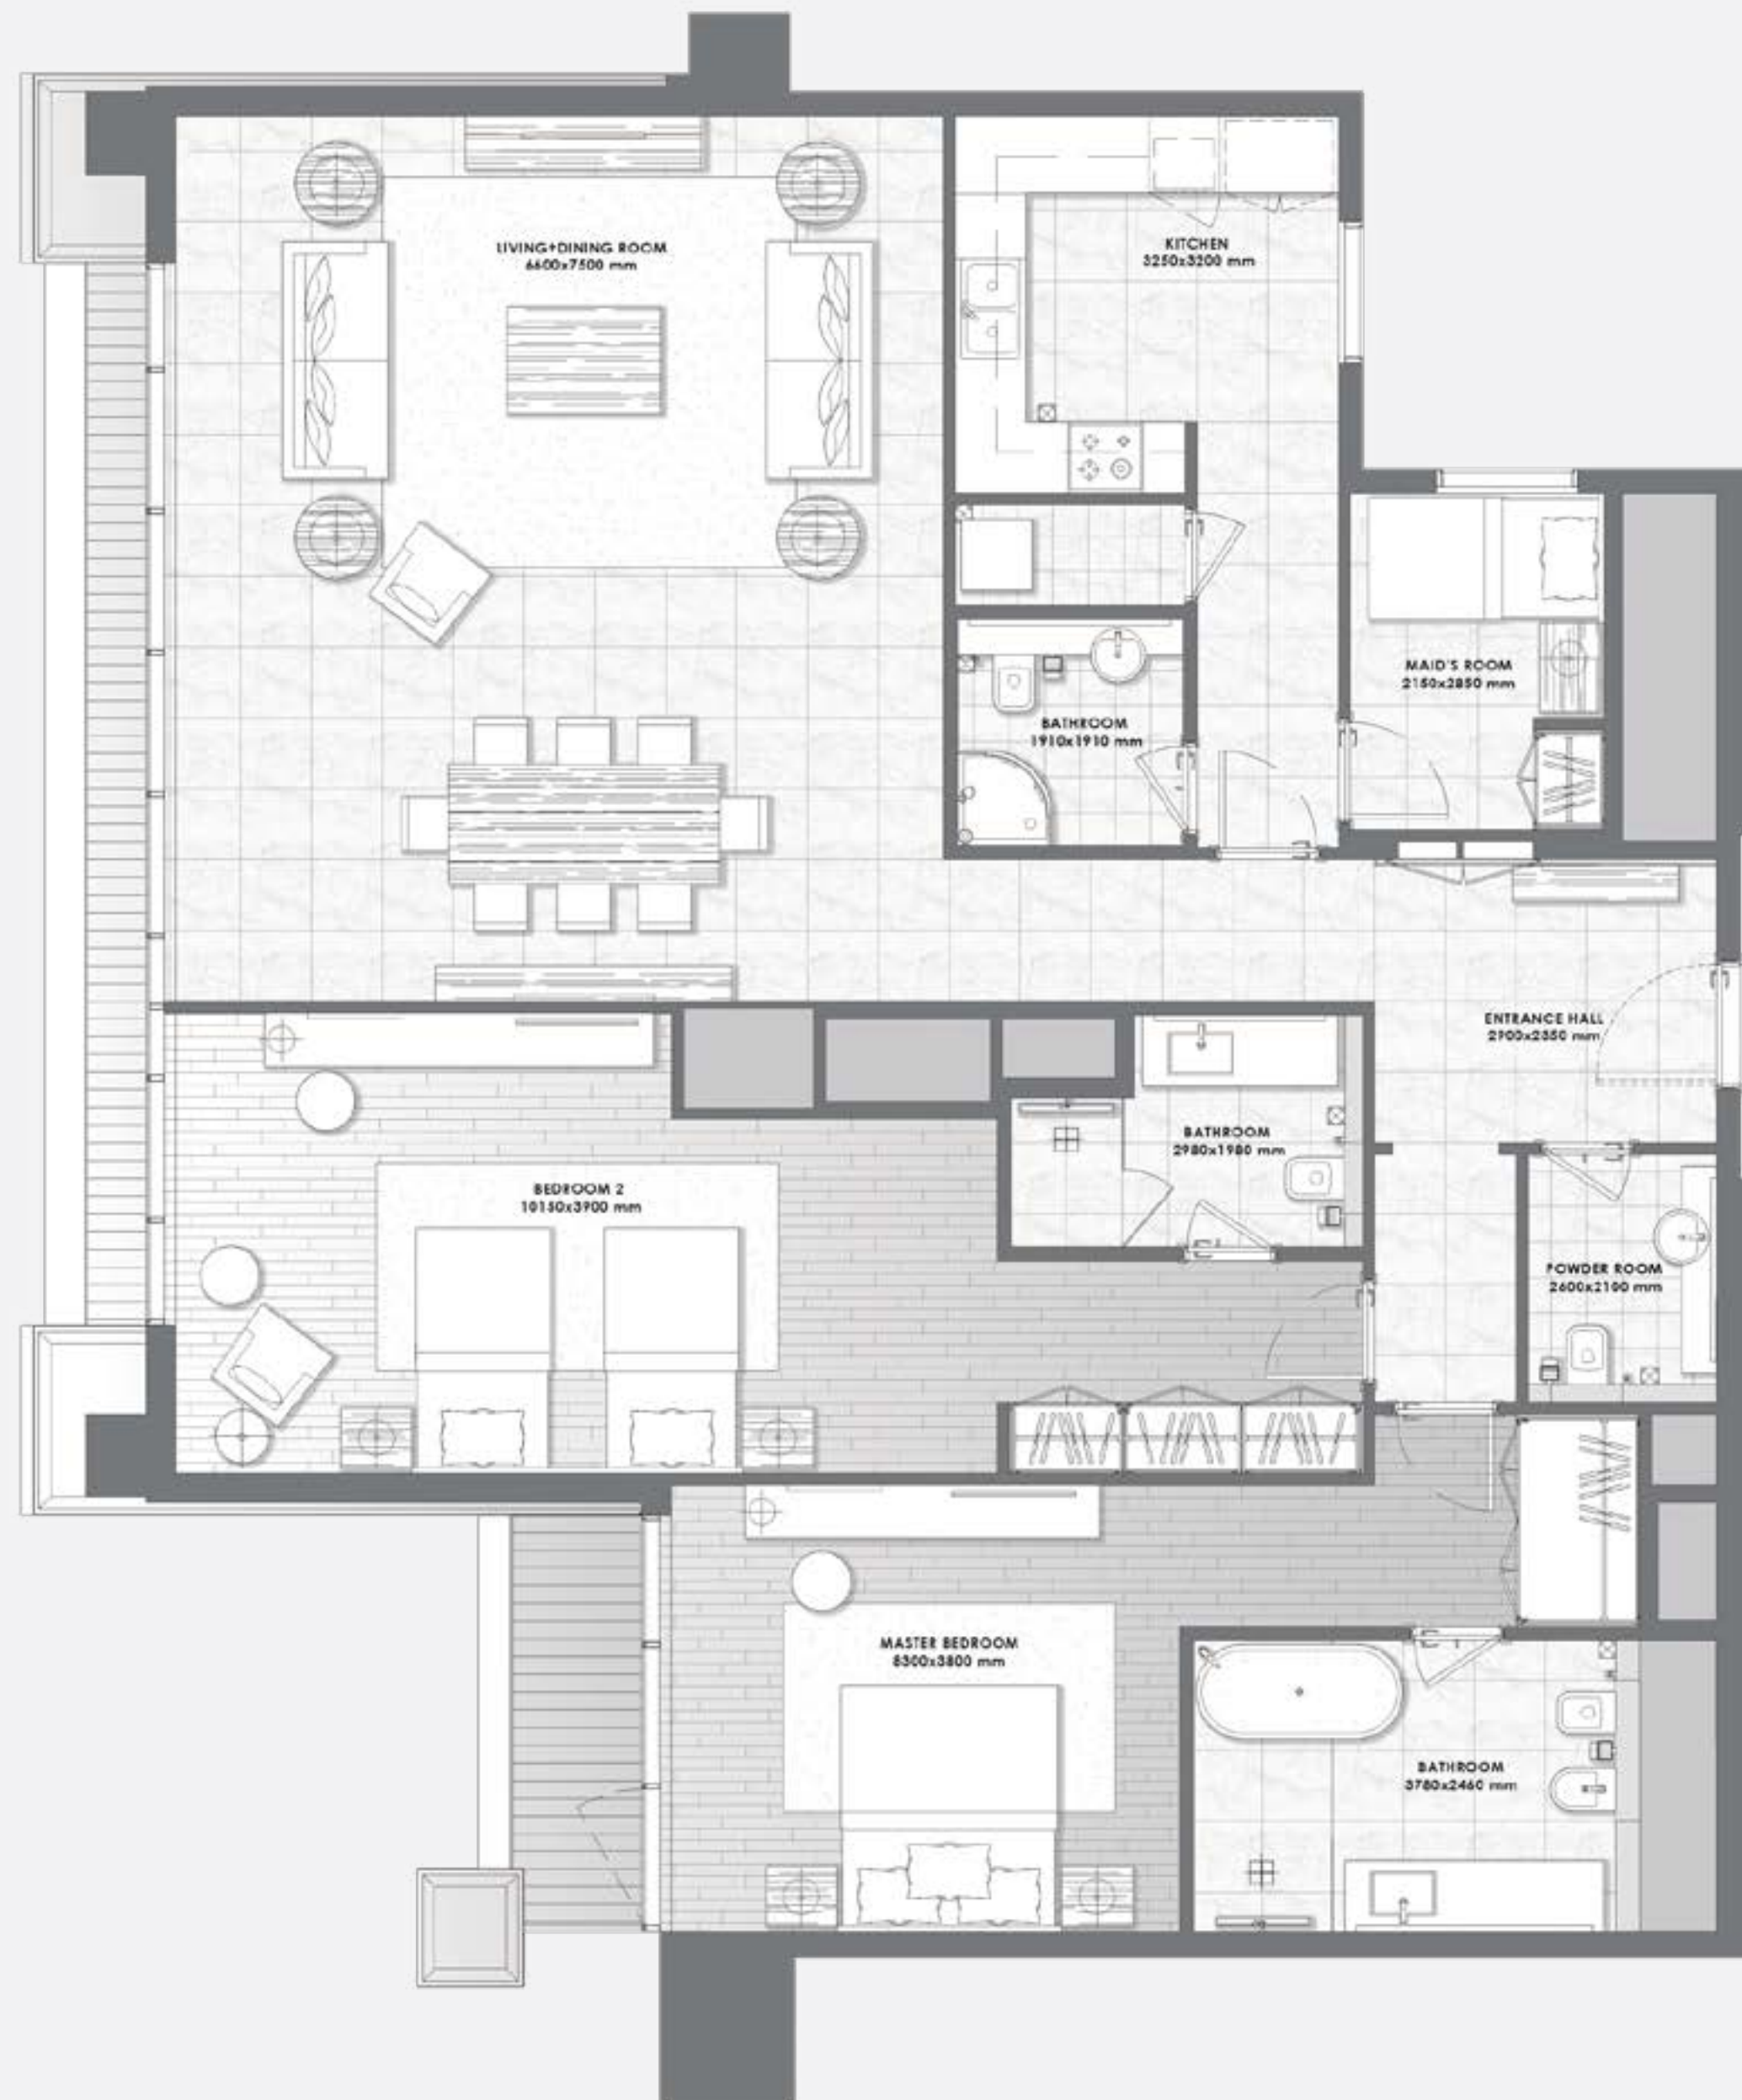 LIVING+DINING ROOM
6600x7500 mm
KITCHEN
3250x3200 mm
MAID'S ROOM
2150x2850 mm
BATHROOM
1910x1910 mm
ENTRANCE HALL
2900x2350 mm
BATHROOM
2980x1980 mm
BEDROOM 2
10150x3900 mm
POWDER ROOM
2600x2100 mm
MASTER BEDROOM
8300x3800 mm
BATHROOM
3780x2460 mm